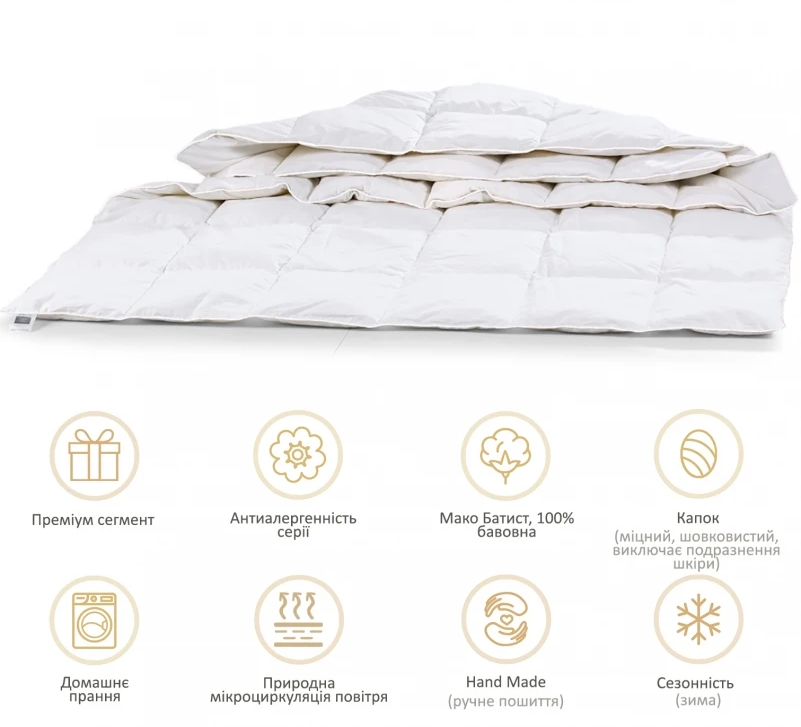 Преміум сегмент
Антиалергенність
серії
Мако Батист, 100%
бавовна
Капок
(міцний, шовковистий,
виключає подразнення
шкіри)
Домашнє
прання
Природна
мікроциркуляція повітря
Hand Made
(ручне пошиття)
Сезонність
(зима)